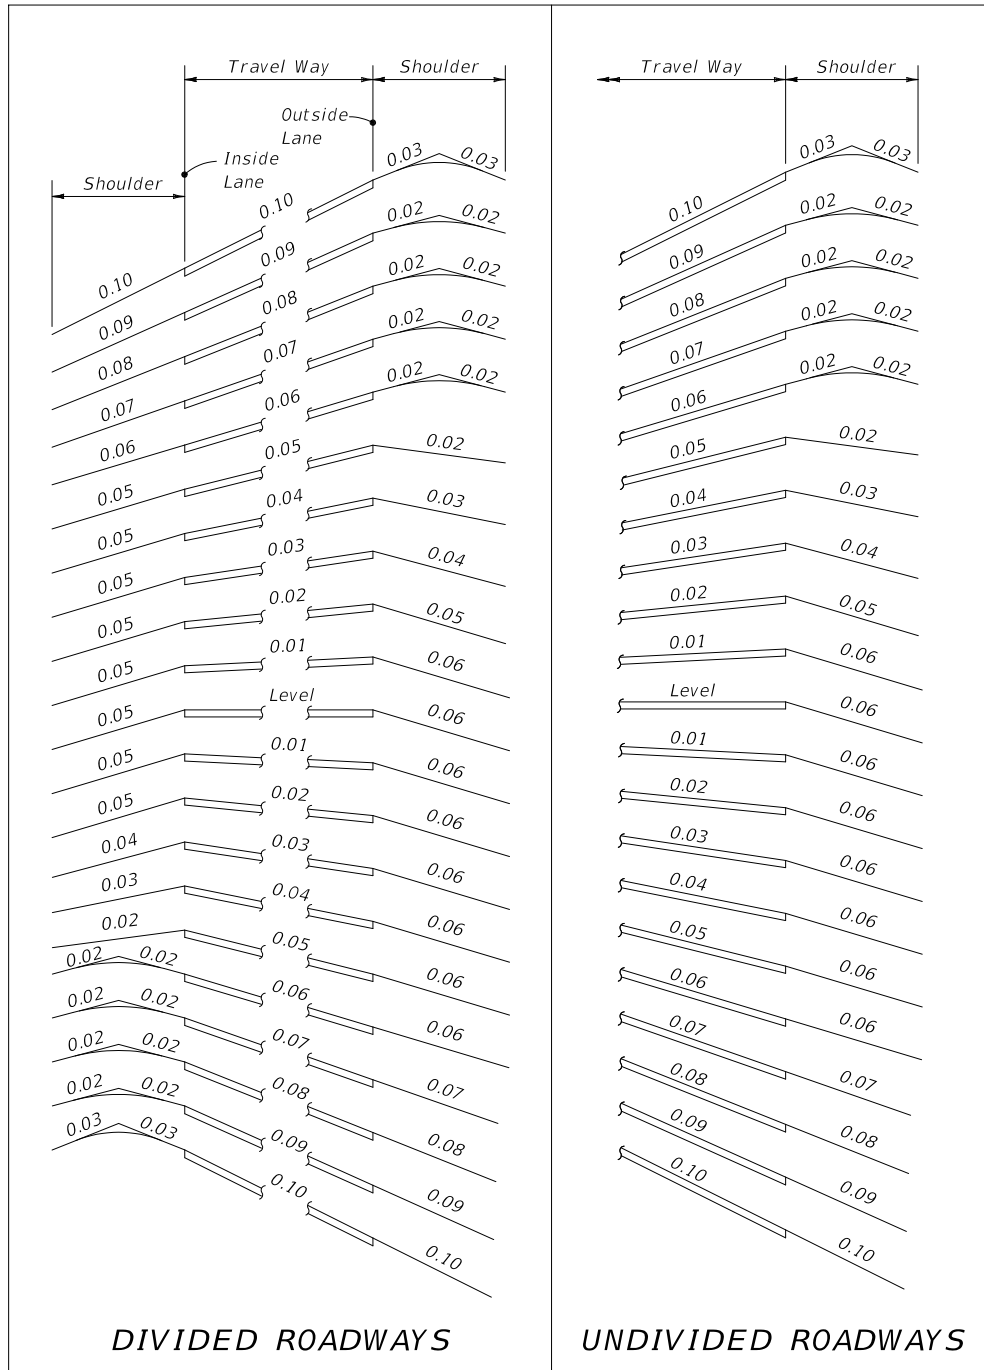 Travel Way
Shoulder
Outside
Lane
Inside
Lane
Shoulder
0.10 0.10 0.03 0.03
0.09 0.09 0.02 0.02
0.08 0.08 0.02 0.02
0.07 0.07 0.02 0.02
0.06 0.06 0.02 0.02
0.05 0.05 0.02
0.05 0.04 0.03
0.05 0.03 0.04
0.05 0.02 0.05
0.05 0.01 0.06
0.05 Level 0.06
0.05 0.01 0.06
0.05 0.02 0.06
0.04 0.03 0.06
0.03 0.04 0.06
0.02 0.05 0.06
0.02 0.02 0.06 0.06
0.02 0.02 0.07 0.07
0.02 0.02 0.08 0.08
0.02 0.02 0.09 0.09
0.03 0.03 0.10 0.10
DIVIDED ROADWAYS
Travel Way
Shoulder
0.10 0.03 0.03
0.09 0.02 0.02
0.08 0.02 0.02
0.07 0.02 0.02
0.06 0.02 0.02
0.05 0.02
0.04 0.03
0.03 0.04
0.02 0.05
0.01 0.06
Level 0.06
0.01 0.06
0.02 0.06
0.03 0.06
0.04 0.06
0.05 0.06
0.06 0.06
0.07 0.07
0.08 0.08
0.09 0.09
0.10 0.10
UNDIVIDED ROADWAYS